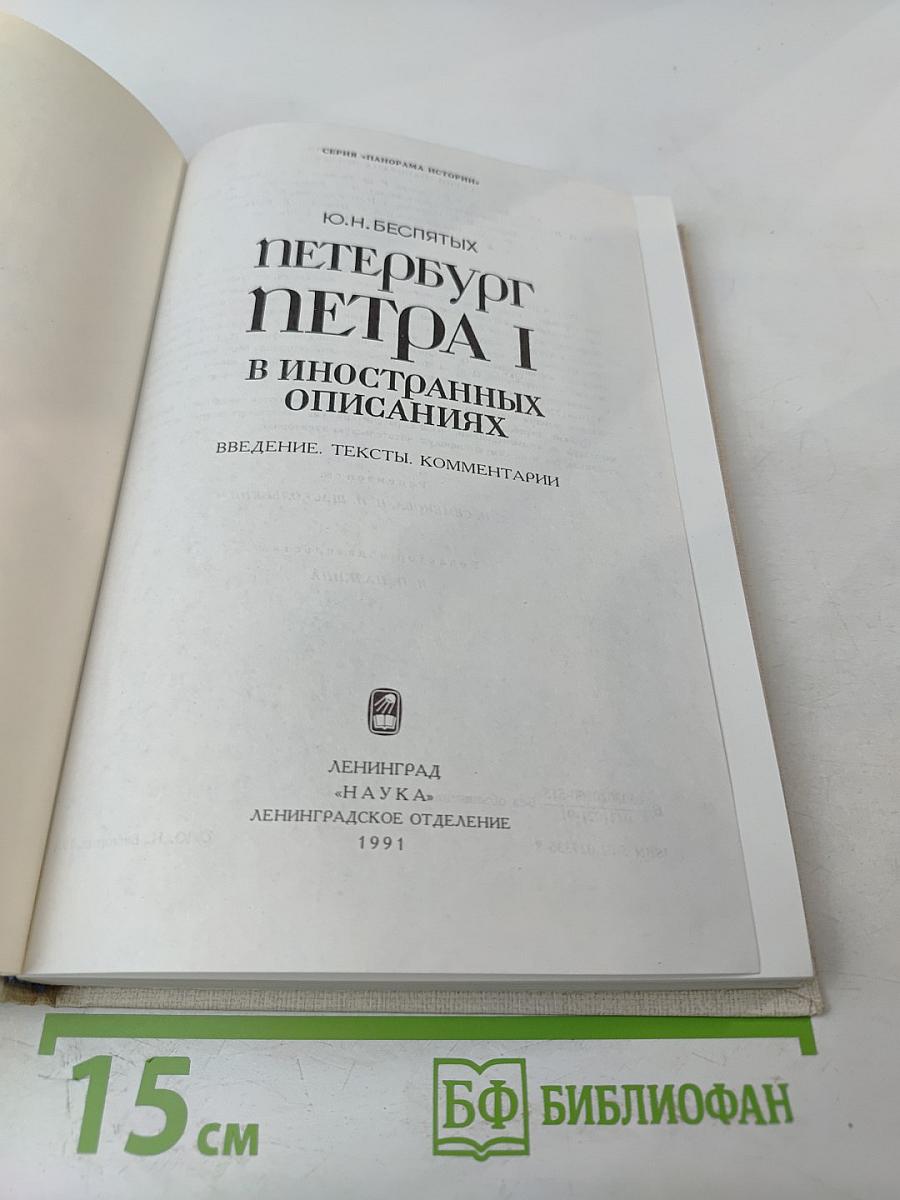 СЕРИЯ «ПАНОРАМА ИСТОРИИ»
Ю.Н. БЕСПЯТЫХ
ПЕТЕРБУРГ
ПЕТРА I
В ИНОСТРАННЫХ
ОПИСАНИЯХ
ВВЕДЕНИЕ. ТЕКСТЫ. КОММЕНТАРИИ
ЛЕНИНГРАД
«НАУКА»
ЛЕНИНГРАДСКОЕ ОТДЕЛЕНИЕ
1991
15 см
БФ БИБЛИОФАН